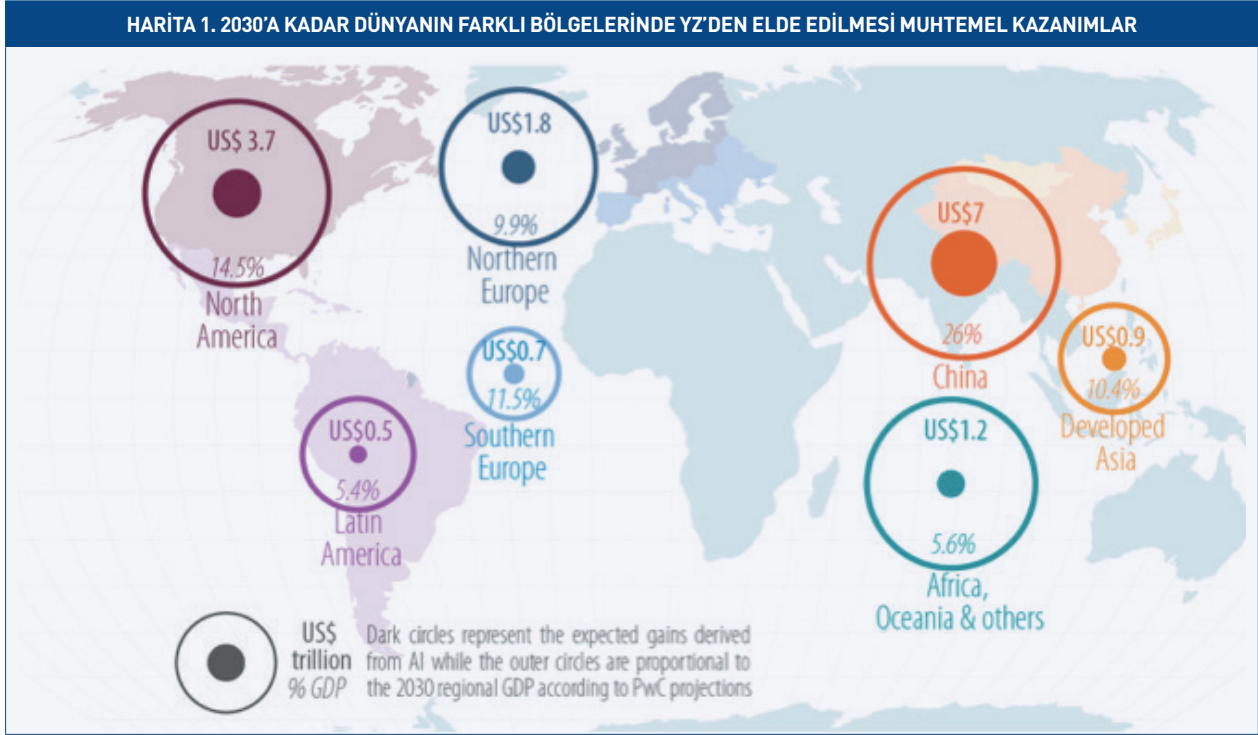 HARİTA 1. 2030'A KADAR DÜNYANIN FARKLI BÖLGELERİNDE YZ'DEN ELDE EDİLMESİ MUHTEMEL KAZANIMLAR
US$ 3.7
14.5%
North
America
US$1.8
9.9%
Northern
Europe
US$7
26%
China
US$0.7
11.5%
Southern
Europe
US$0.9
10.4%
Developed
Asia
US$0.5
5.4%
Latin
America
US$1.2
5.6%
Africa,
Oceania & others
US$
trillion
% GDP
Dark circles represent the expected gains derived
from AI while the outer circles are proportional to
the 2030 regional GDP according to PwC projections